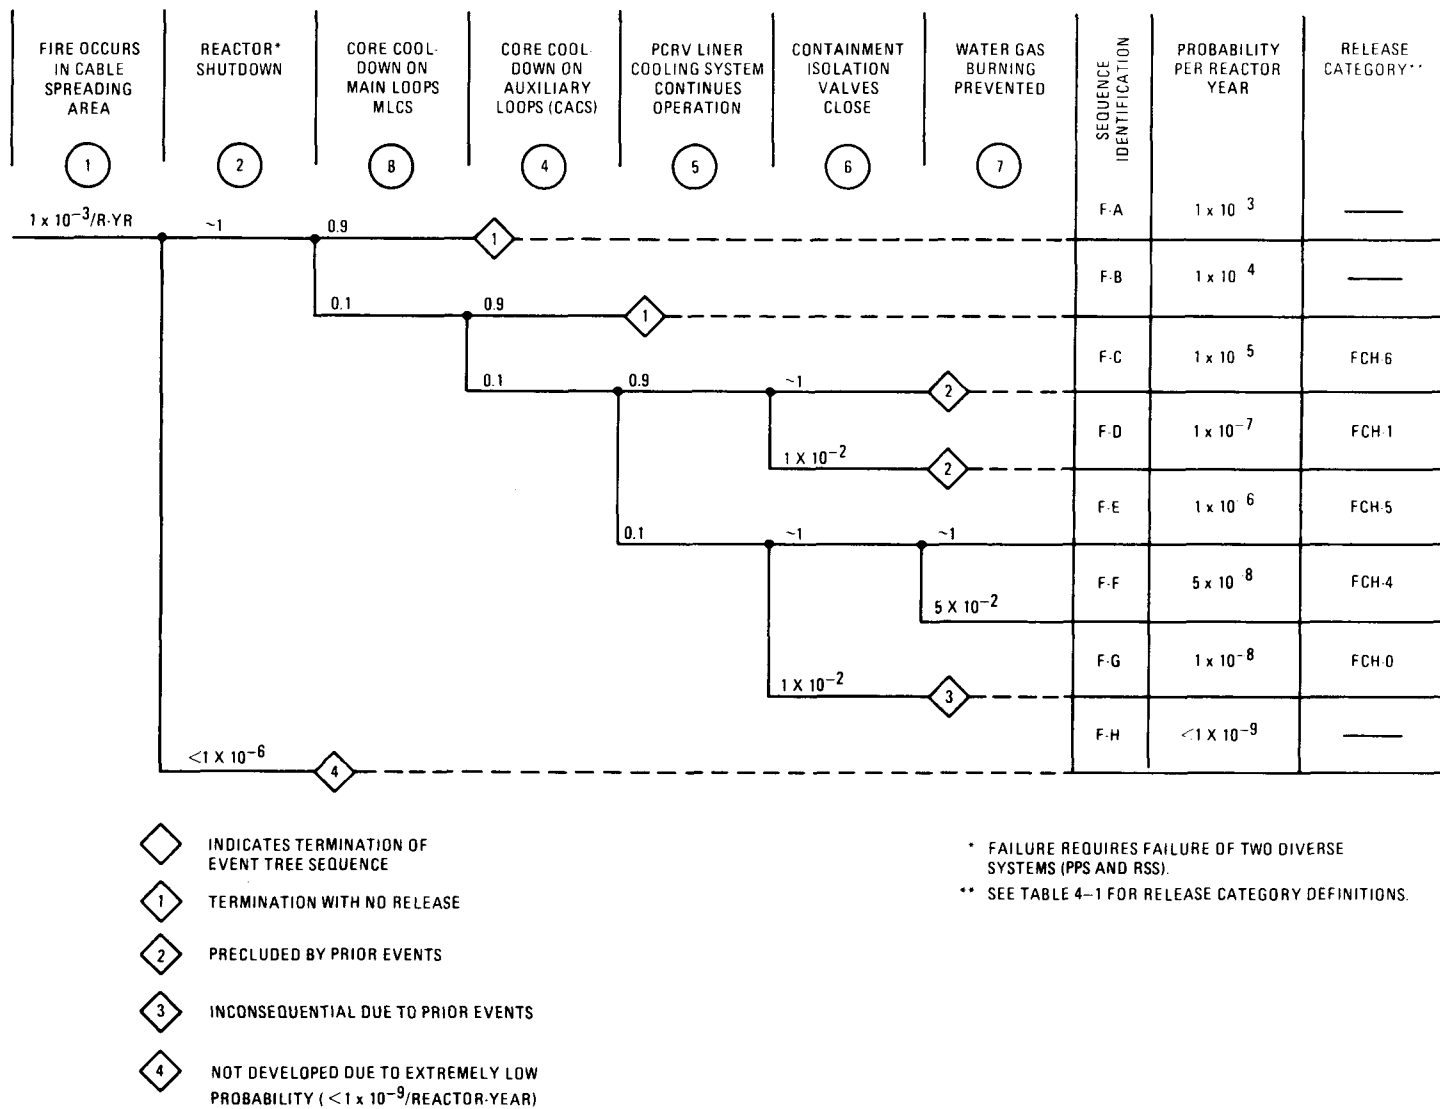 FIRE OCCURS
IN CABLE
SPREADING
AREA
1
REACTOR*
SHUTDOWN
2
CORE COOL-
DOWN ON
MAIN LOOPS
MLCS
8
CORE COOL-
DOWN ON
AUXILIARY
LOOPS (CACS)
4
PCRV LINER
COOLING SYSTEM
CONTINUES
OPERATION
5
CONTAINMENT
ISOLATION
VALVES
CLOSE
6
WATER GAS
BURNING
PREVENTED
7
SEQUENCE
IDENTIFICATION
PROBABILITY
PER REACTOR
YEAR
RELEASE
CATEGORY**
1 x 10⁻³/R-YR
~1
0.9
1
F-A
1 x 10 ³
F-B
1 x 10 ⁴
0.1
0.9
1
F-C
1 x 10 ⁵
FCH-6
0.1
0.9
~1
2
F-D
1 x 10⁻⁷
FCH-1
1 X 10⁻²
2
F-E
1 x 10 ⁶
FCH-5
0.1
~1
~1
F-F
5 x 10 ⁸
FCH-4
5 X 10⁻²
F-G
1 x 10⁻⁸
FCH-0
1 X 10⁻²
3
F-H
<1 X 10⁻⁹
<1 X 10⁻⁶
4
INDICATES TERMINATION OF
EVENT TREE SEQUENCE
1 TERMINATION WITH NO RELEASE
2 PRECLUDED BY PRIOR EVENTS
3 INCONSEQUENTIAL DUE TO PRIOR EVENTS
4 NOT DEVELOPED DUE TO EXTREMELY LOW
PROBABILITY (<1 x 10⁻⁹/REACTOR-YEAR)
* FAILURE REQUIRES FAILURE OF TWO DIVERSE
SYSTEMS (PPS AND RSS).
** SEE TABLE 4–1 FOR RELEASE CATEGORY DEFINITIONS.